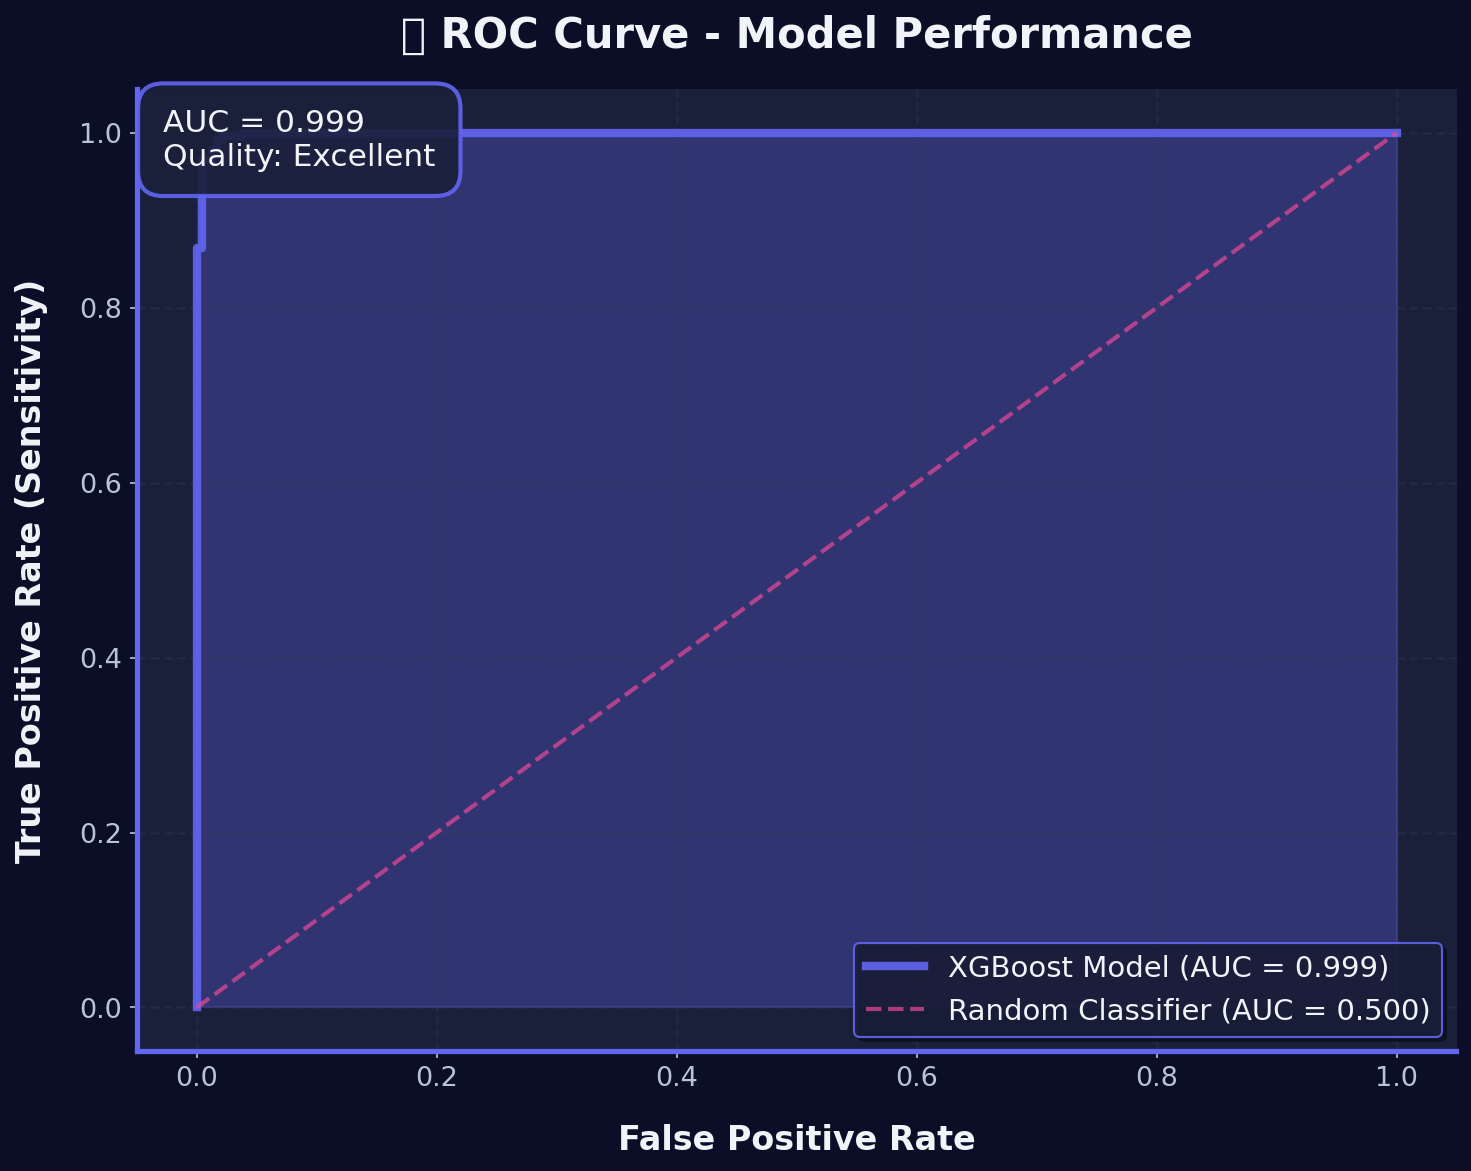 ROC Curve - Model Performance
AUC = 0.999
Quality: Excellent
True Positive Rate (Sensitivity)
1.0
0.8
0.6
0.4
0.2
0.0
XGBoost Model (AUC = 0.999)
Random Classifier (AUC = 0.500)
0.0 0.2 0.4 0.6 0.8 1.0
False Positive Rate